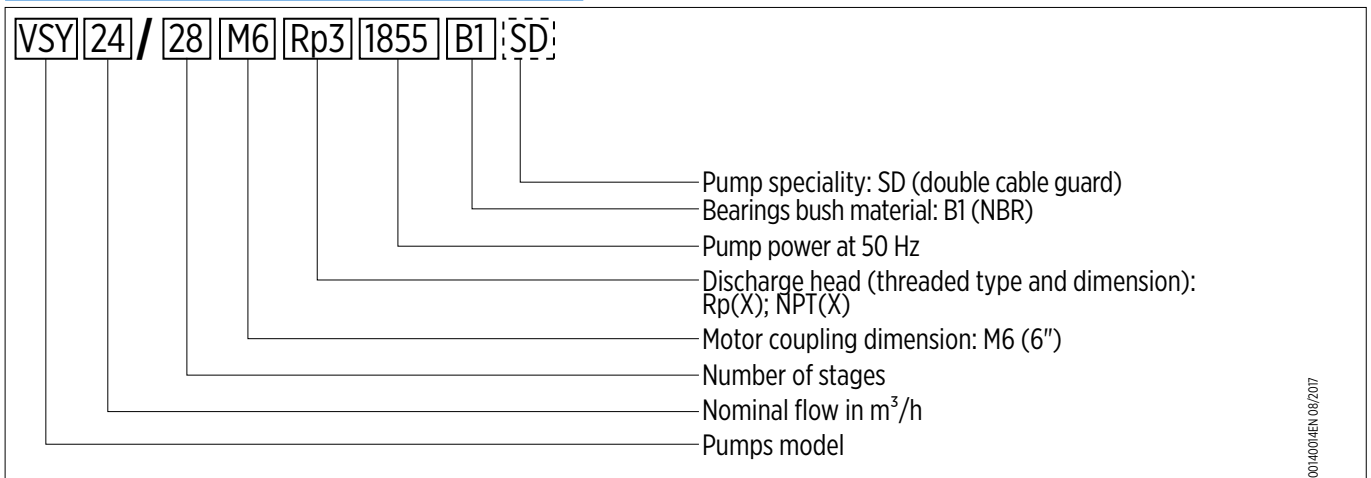 VSY 24 / 28 M6 Rp3 1855 B1 SD
Pump speciality: SD (double cable guard)
Bearings bush material: B1 (NBR)
Pump power at 50 Hz
Discharge head (threaded type and dimension):
Rp(X); NPT(X)
Motor coupling dimension: M6 (6")
Number of stages
Nominal flow in m³/h
Pumps model
00140014EN 08/2017